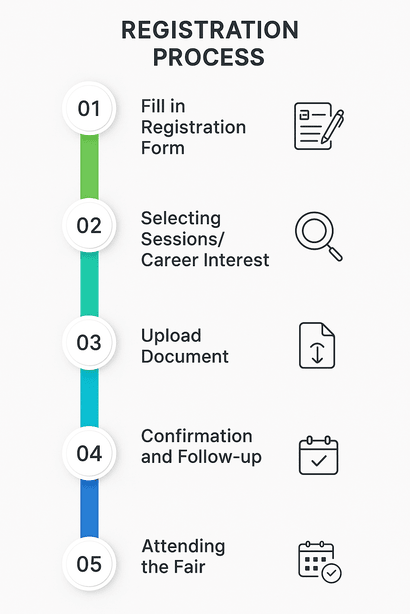 REGISTRATION
PROCESS
01
Fill in
Registration
Form
02
Selecting
Sessions/
Career Interest
03
Upload
Document
04
Confirmation
and Follow-up
05
Attending
the Fair